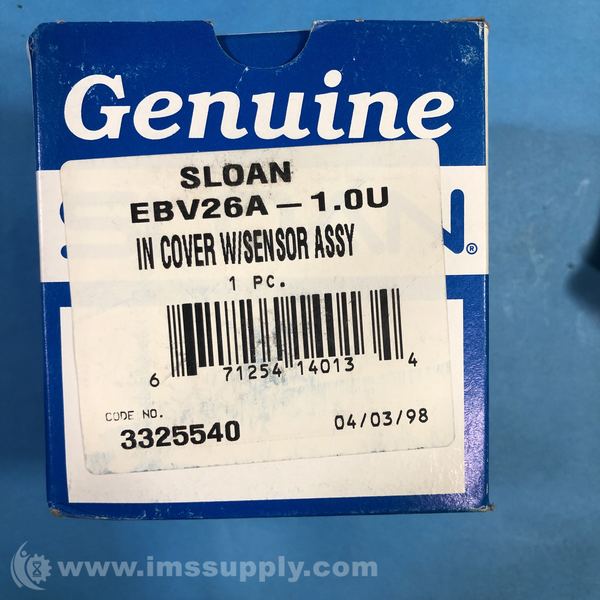 Genuine
SLOAN
EBV26A – 1.0U
IN COVER W/SENSOR ASSY
1 PC.
6 71254 14013 4
CODE NO.
3325540
04/03/98
®
www.imssupply.com